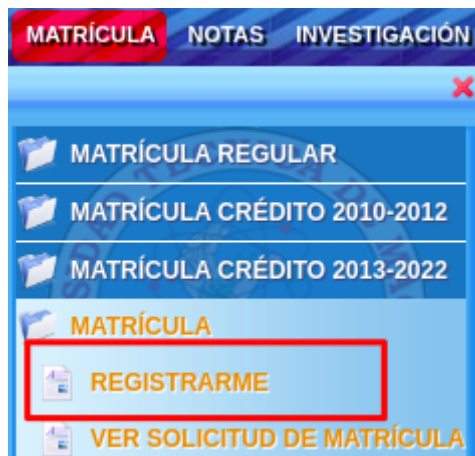 MATRÍCULA NOTAS INVESTIGACIÓN
MATRÍCULA REGULAR
MATRÍCULA CRÉDITO 2010-2012
MATRÍCULA CRÉDITO 2013-2022
MATRÍCULA
REGISTRARME
VER SOLICITUD DE MATRÍCULA